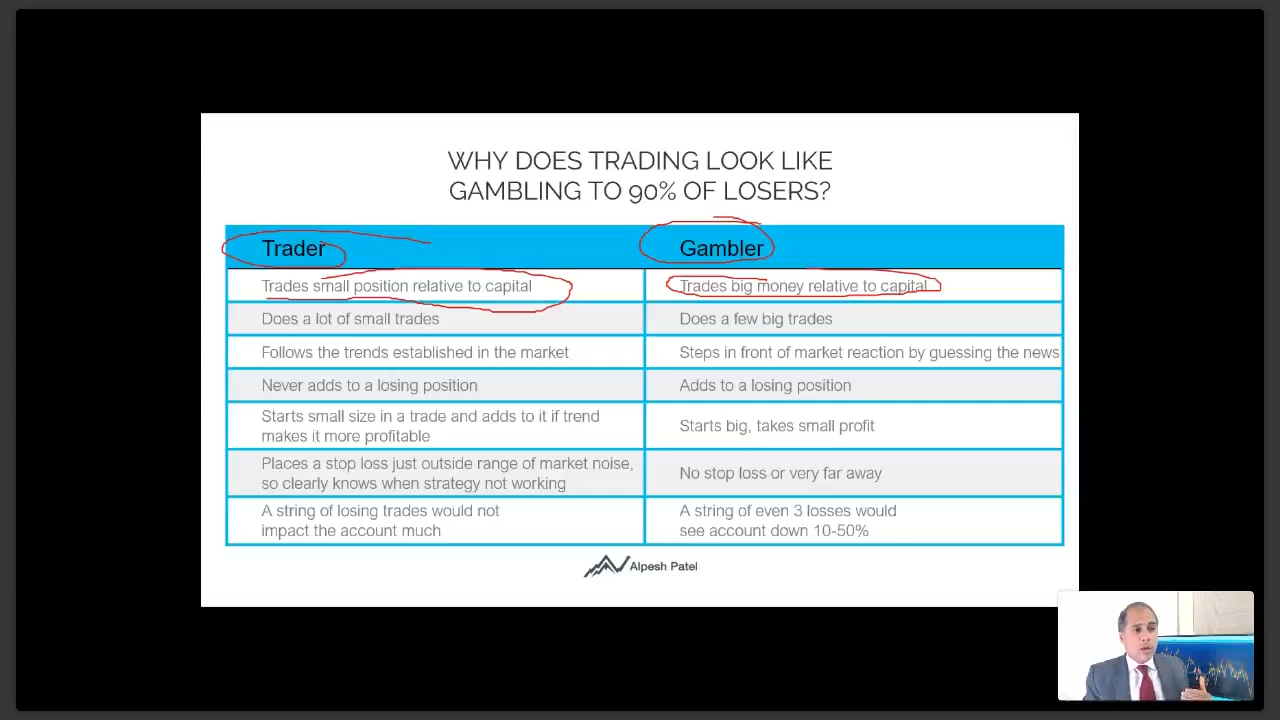 WHY DOES TRADING LOOK LIKE
GAMBLING TO 90% OF LOSERS?
Trader
Gambler
Trades small position relative to capital
Trades big money relative to capital
Does a lot of small trades
Does a few big trades
Follows the trends established in the market
Steps in front of market reaction by guessing the news
Never adds to a losing position
Adds to a losing position
Starts small size in a trade and adds to it if trend
makes it more profitable
Starts big, takes small profit
Places a stop loss just outside range of market noise,
so clearly knows when strategy not working
No stop loss or very far away
A string of losing trades would not
impact the account much
A string of even 3 losses would
see account down 10-50%
Alpesh Patel